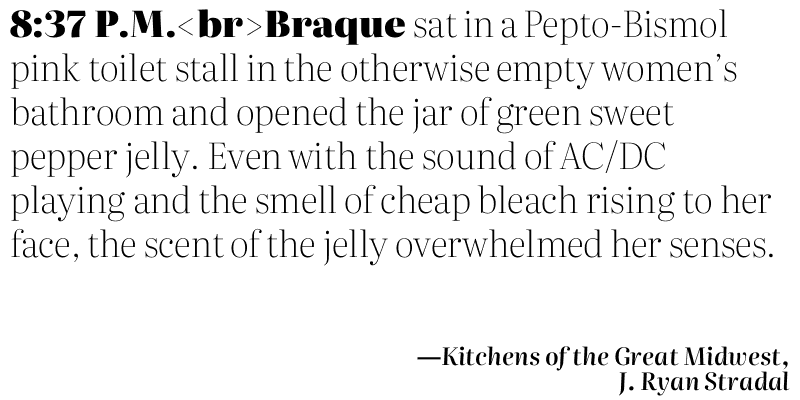 8:37 P.M.<br>Braque sat in a Pepto-Bismol
pink toilet stall in the otherwise empty women’s
bathroom and opened the jar of green sweet
pepper jelly. Even with the sound of AC/DC
playing and the smell of cheap bleach rising to her
face, the scent of the jelly overwhelmed her senses.
—Kitchens of the Great Midwest,
J. Ryan Stradal